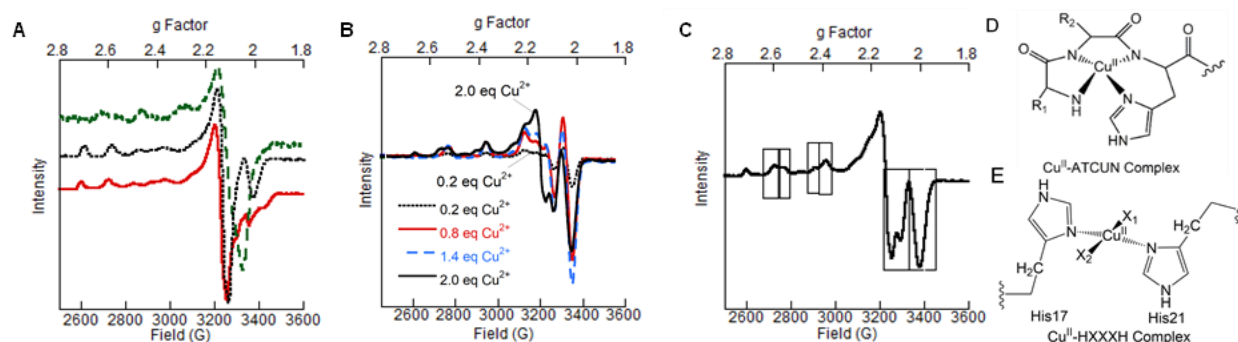 A
g Factor
2.8 2.6 2.4 2.2 2 1.8
Intensity
2600 2800 3000 3200 3400 3600
Field (G)
B
g Factor
2.8 2.6 2.4 2.2 2 1.8
Intensity
2.0 eq Cu²⁺
0.2 eq Cu²⁺
0.2 eq Cu²⁺
0.8 eq Cu²⁺
1.4 eq Cu²⁺
2.0 eq Cu²⁺
2600 2800 3000 3200 3400 3600
Field (G)
C
g Factor
2.8 2.6 2.4 2.2 2 1.8
Intensity
2600 2800 3000 3200 3400 3600
Field (G)
D
R₂
O
O
O
N
N
Cuᴵᴵ
R₁
NH
N
HN
Cuᴵᴵ-ATCUN Complex
E
HN
N
X₁
Cuᴵᴵ
X₂
N
H₂C
H₂C
NH
His17
His21
Cuᴵᴵ-HXXXH Complex